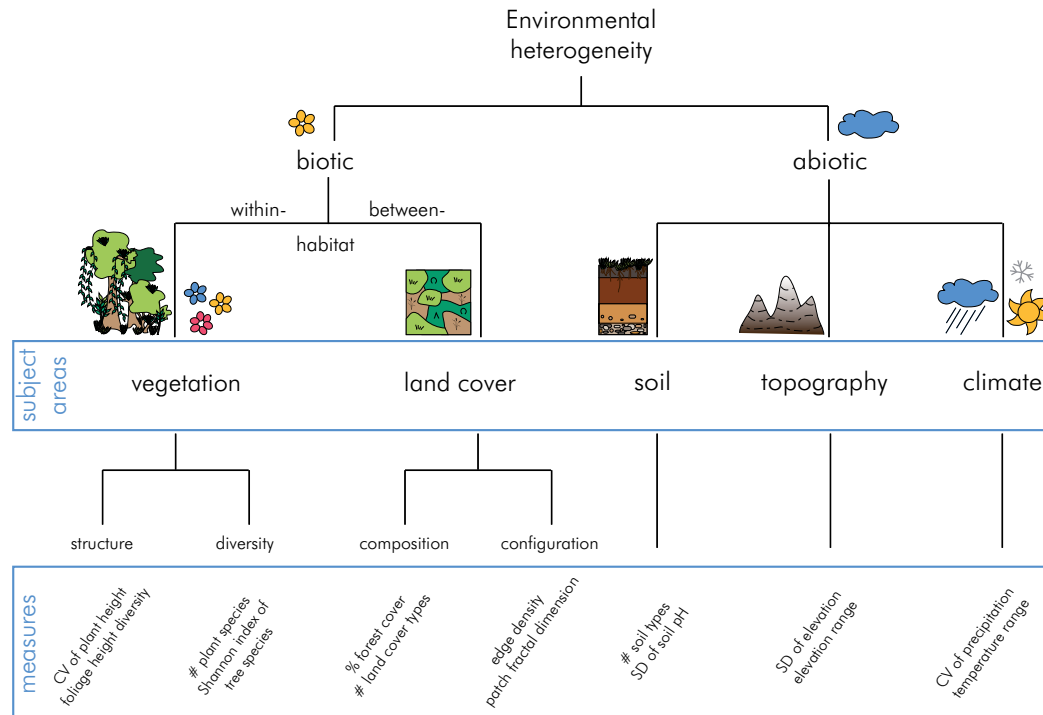 Environmental
heterogeneity
biotic
abiotic
within-
between-
habitat
subject
areas
vegetation
land cover
soil
topography
climate
structure
diversity
composition
configuration
measures
CV of plant height
foliage height diversity
# plant species
Shannon index of
tree species
% forest cover
# land cover types
edge density
patch fractal dimension
# soil types
SD of soil pH
SD of elevation
elevation range
CV of precipitation
temperature range